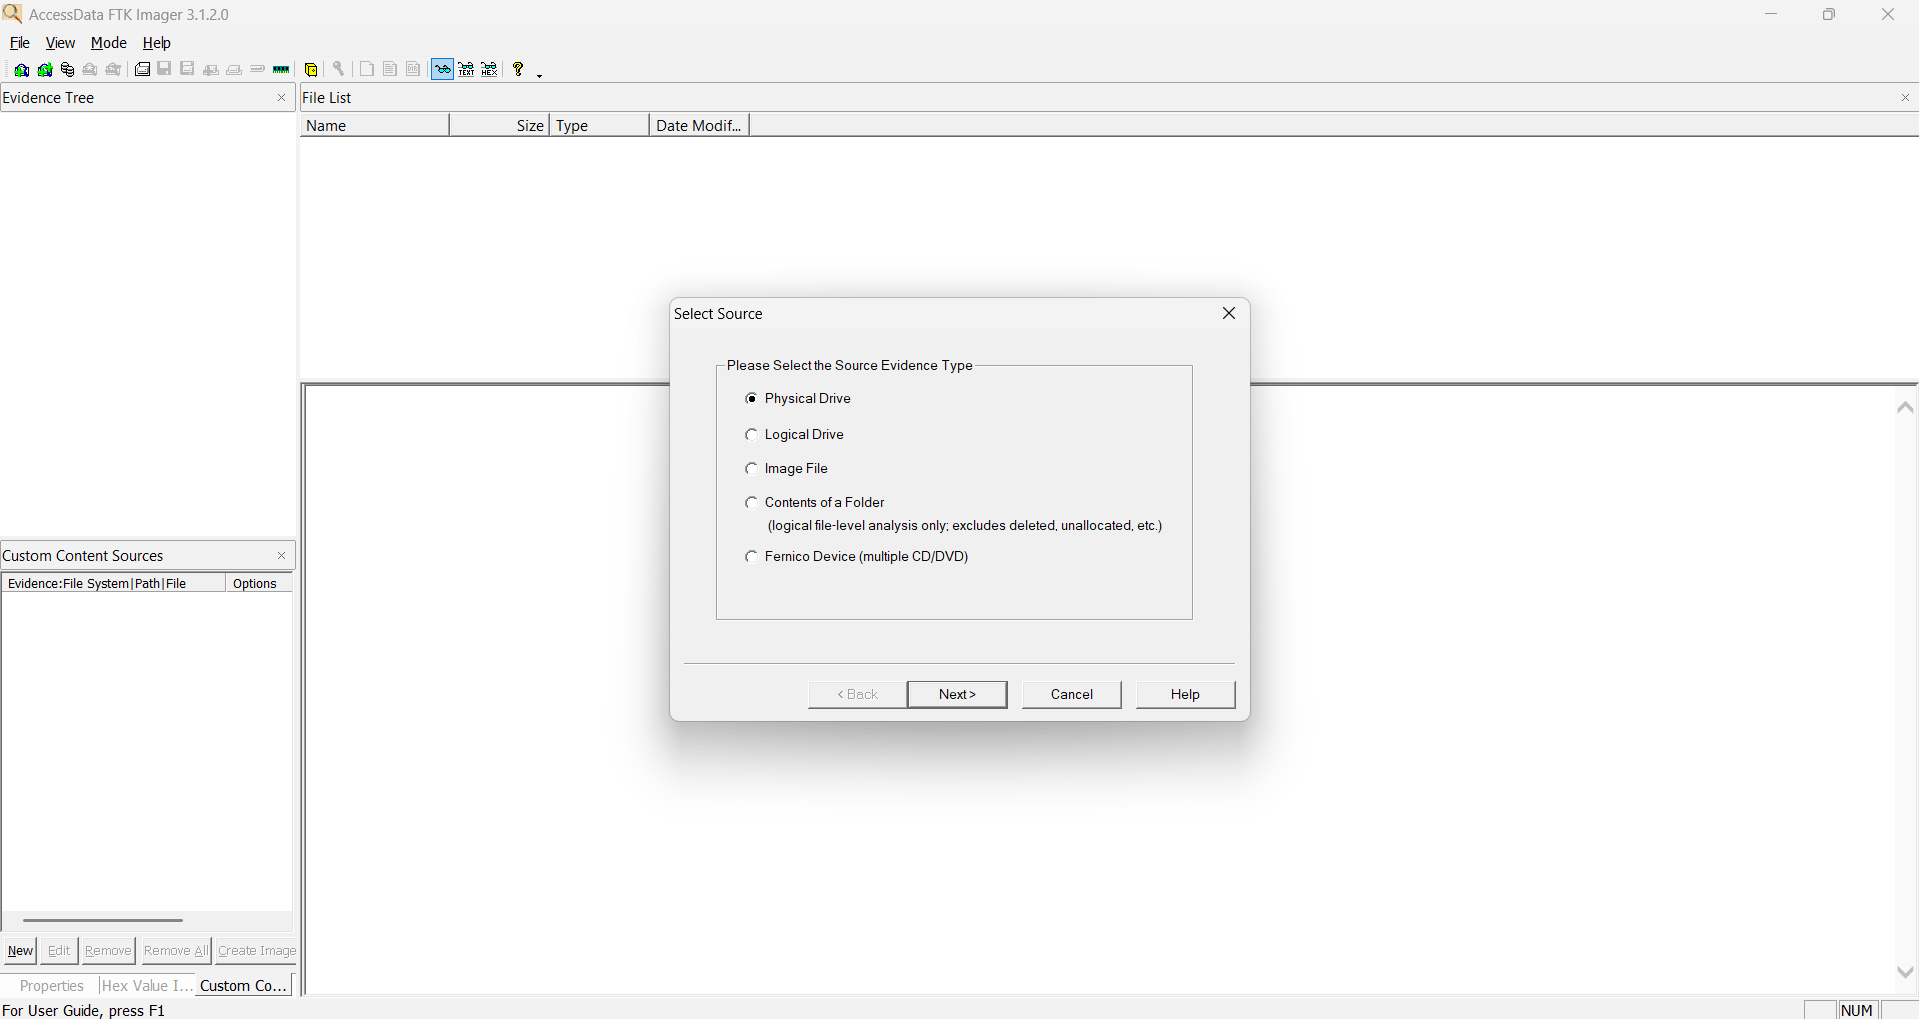 AccessData FTK Imager 3.1.2.0
File View Mode Help
TEXT HEX
Evidence Tree
File List
Name Size Type Date Modif...
Select Source
Please Select the Source Evidence Type
Physical Drive
Logical Drive
Image File
Contents of a Folder
(logical file-level analysis only; excludes deleted, unallocated, etc.)
Fernico Device (multiple CD/DVD)
< Back Next > Cancel Help
Custom Content Sources
Evidence:File System|Path|File Options
New Edit Remove Remove All Create Image
Properties Hex Value I... Custom Co...
For User Guide, press F1
NUM